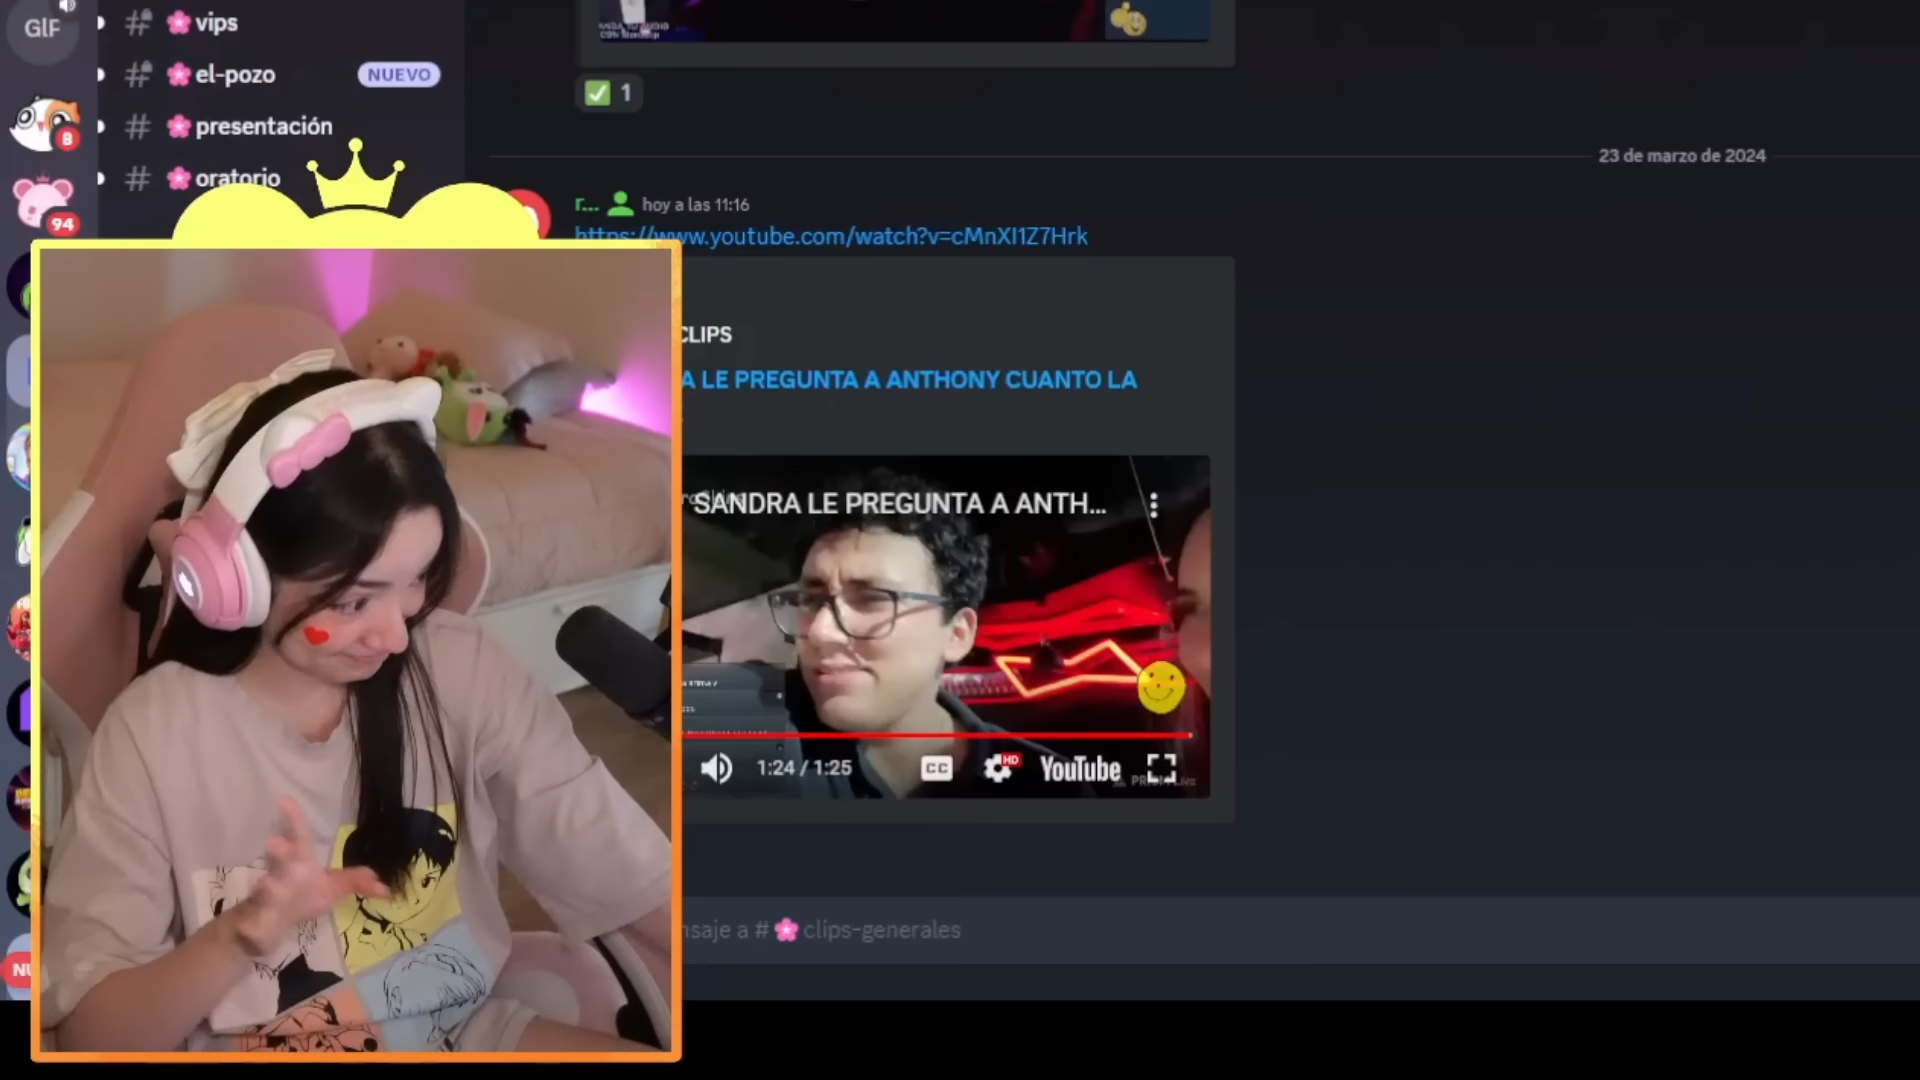 GIF
vips
el-pozo
NUEVO
presentación
oratorio
8
94
1
23 de marzo de 2024
r... hoy a las 11:16
https://www.youtube.com/watch?v=cMnXI1Z7Hrk
CLIPS
A LE PREGUNTA A ANTHONY CUANTO LA
SANDRA LE PREGUNTA A ANTH...
1:24 / 1:25
CC
HD
YouTube
nsaje a # clips-generales
NU